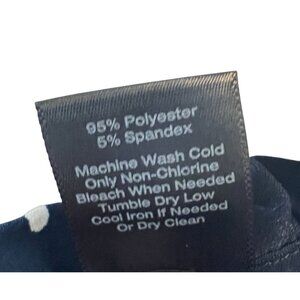 95% Polyester
5% Spandex
Machine Wash Cold
Only Non-Chlorine
Bleach When Needed
Tumble Dry Low
Cool Iron If Needed
Or Dry Clean